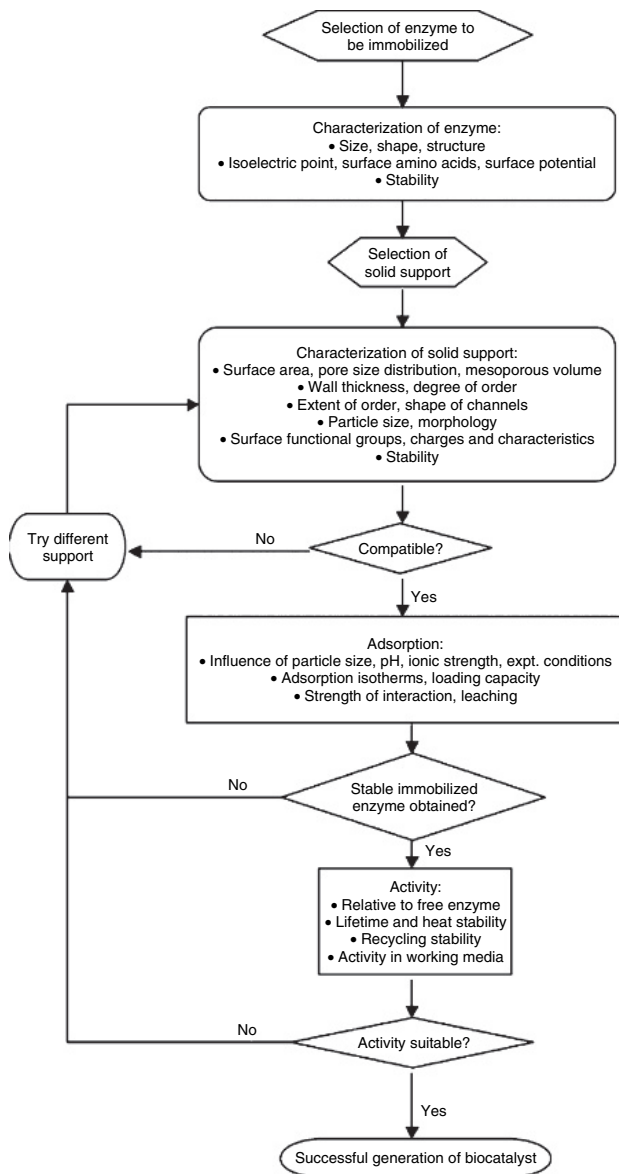 Selection of enzyme to
be immobilized
Characterization of enzyme:
• Size, shape, structure
• Isoelectric point, surface amino acids, surface potential
• Stability
Selection of
solid support
Characterization of solid support:
• Surface area, pore size distribution, mesoporous volume
• Wall thickness, degree of order
• Extent of order, shape of channels
• Particle size, morphology
• Surface functional groups, charges and characteristics
• Stability
Try different
support
No
Compatible?
Yes
Adsorption:
• Influence of particle size, pH, ionic strength, expt. conditions
• Adsorption isotherms, loading capacity
• Strength of interaction, leaching
No
Stable immobilized
enzyme obtained?
Yes
Activity:
• Relative to free enzyme
• Lifetime and heat stability
• Recycling stability
• Activity in working media
No
Activity suitable?
Yes
Successful generation of biocatalyst